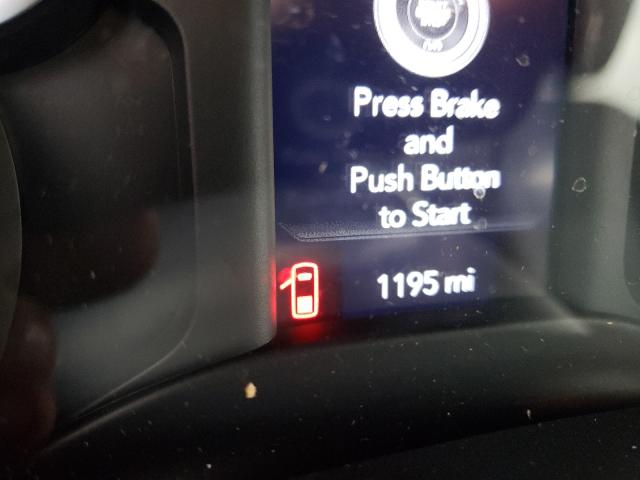 Press Brake
and
Push Button
to Start
1195 mi